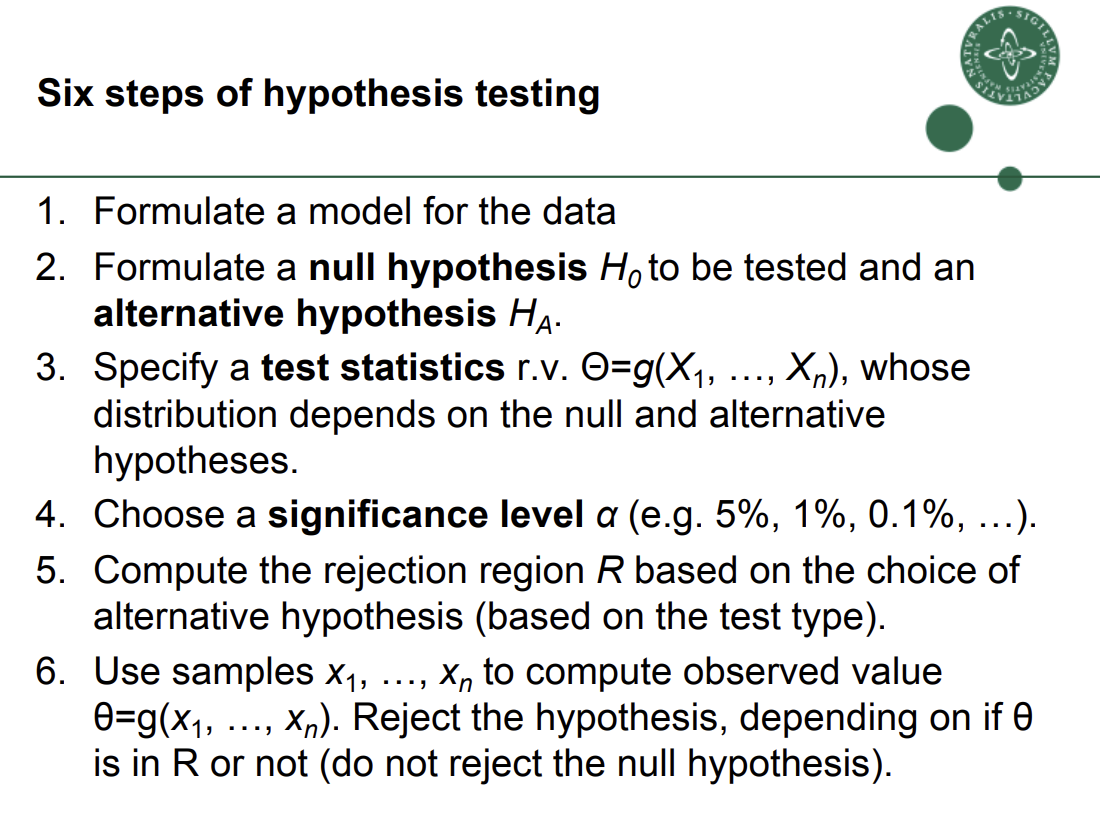 Six steps of hypothesis testing
1. Formulate a model for the data
2. Formulate a null hypothesis H₀ to be tested and an
alternative hypothesis H_A.
3. Specify a test statistics r.v. Θ=g(X₁, …, Xₙ), whose
distribution depends on the null and alternative
hypotheses.
4. Choose a significance level α (e.g. 5%, 1%, 0.1%, …).
5. Compute the rejection region R based on the choice of
alternative hypothesis (based on the test type).
6. Use samples x₁, …, xₙ to compute observed value
θ=g(x₁, …, xₙ). Reject the hypothesis, depending on if θ
is in R or not (do not reject the null hypothesis).